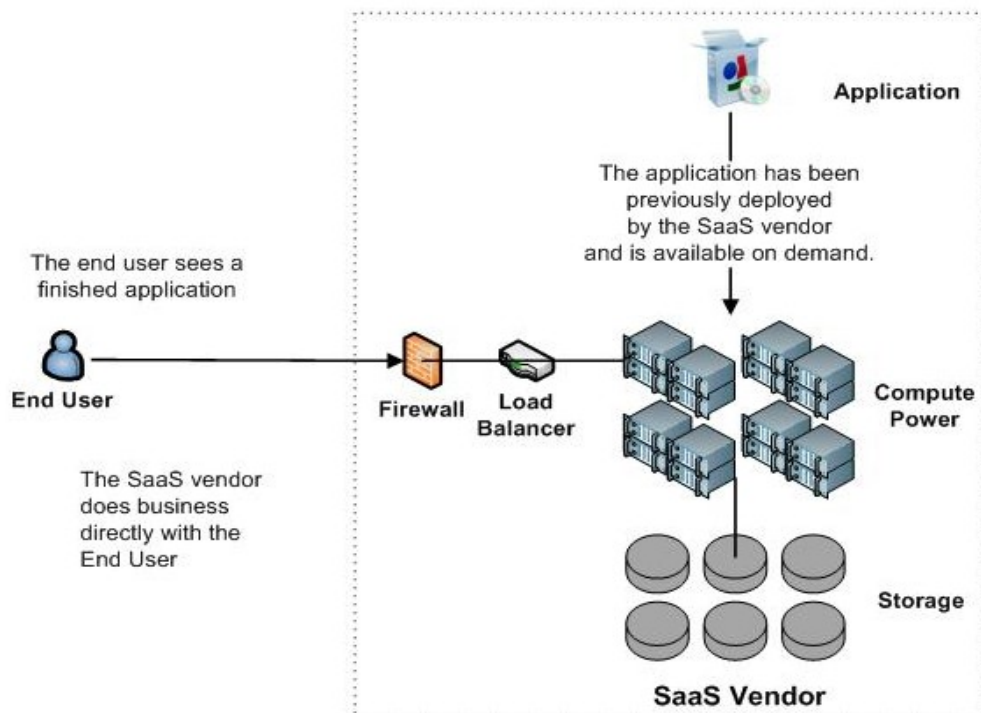 Application
The application has been
previously deployed
by the SaaS vendor
and is available on demand.
The end user sees a
finished application
End User
Firewall
Load
Balancer
Compute
Power
The SaaS vendor
does business
directly with the
End User
Storage
SaaS Vendor